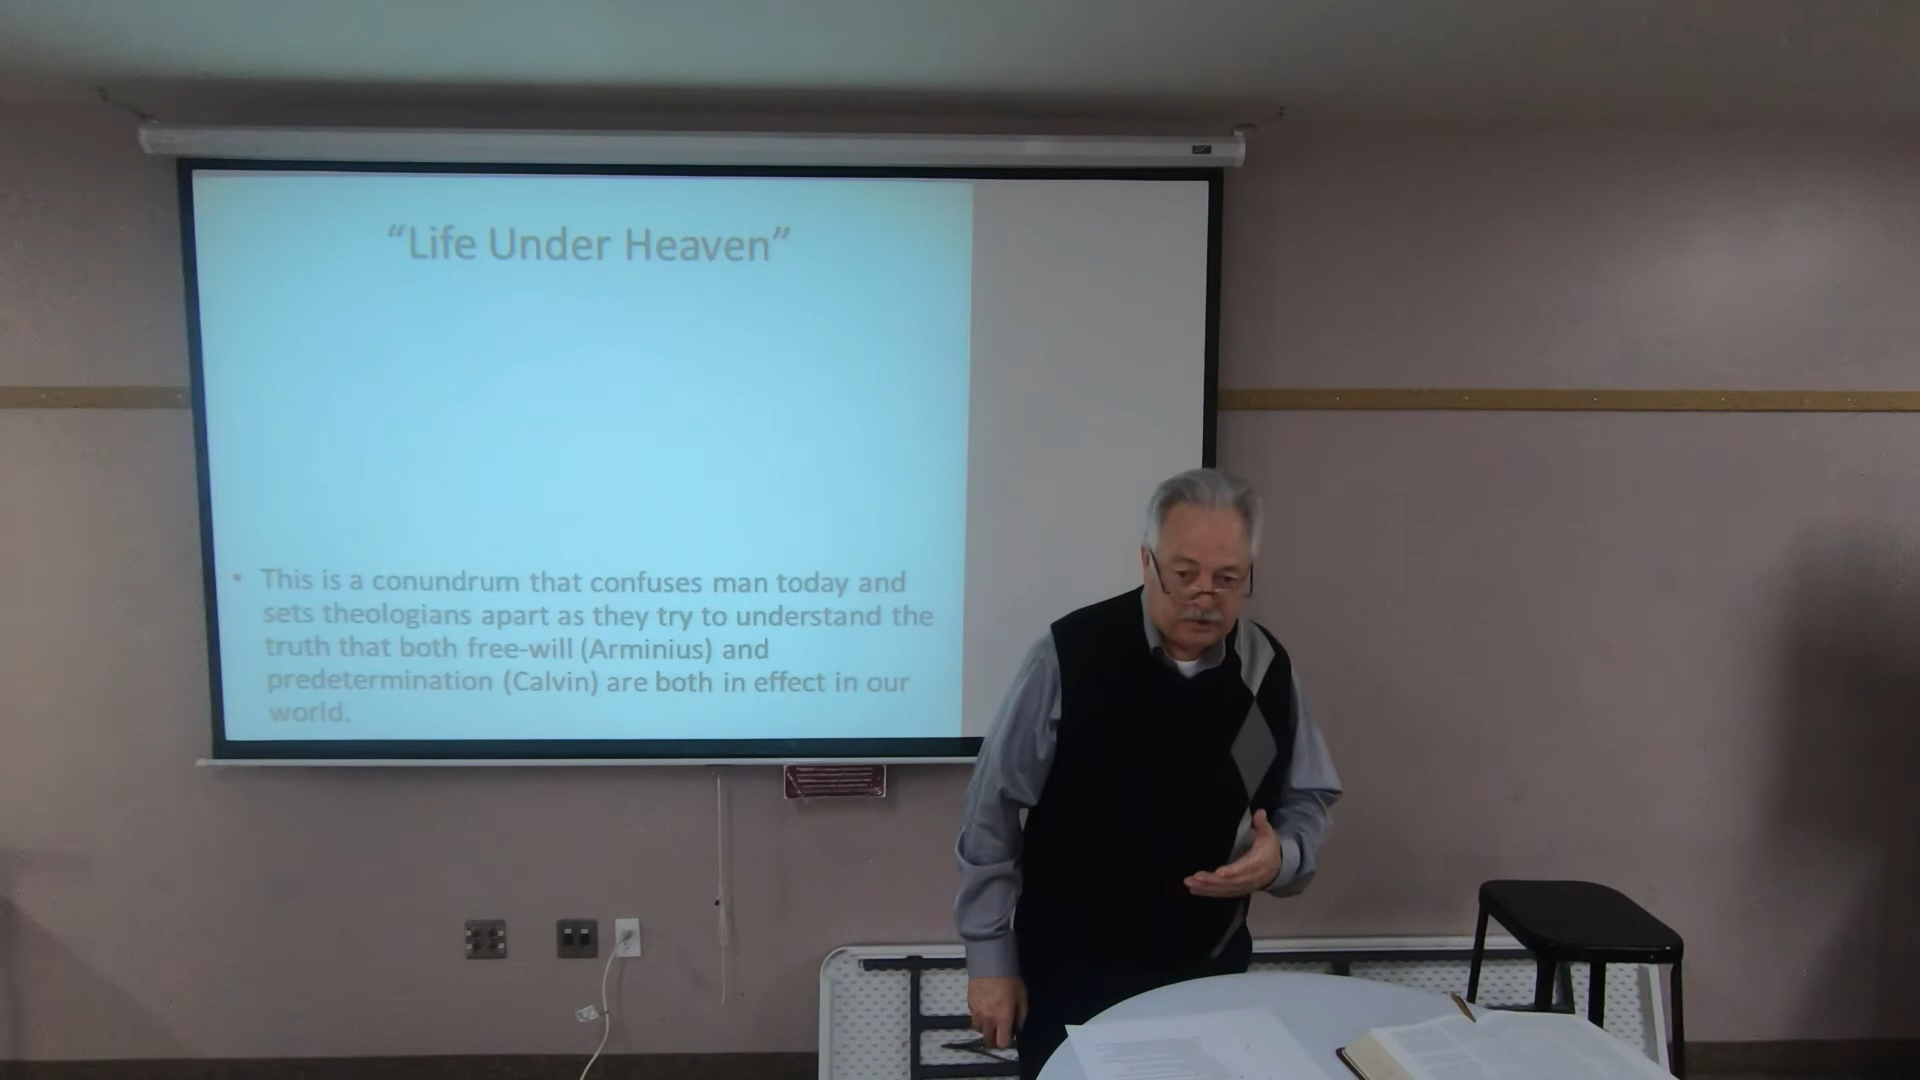 “Life Under Heaven”
• This is a conundrum that confuses man today and
sets theologians apart as they try to understand the
truth that both free-will (Arminius) and
predetermination (Calvin) are both in effect in our
world.